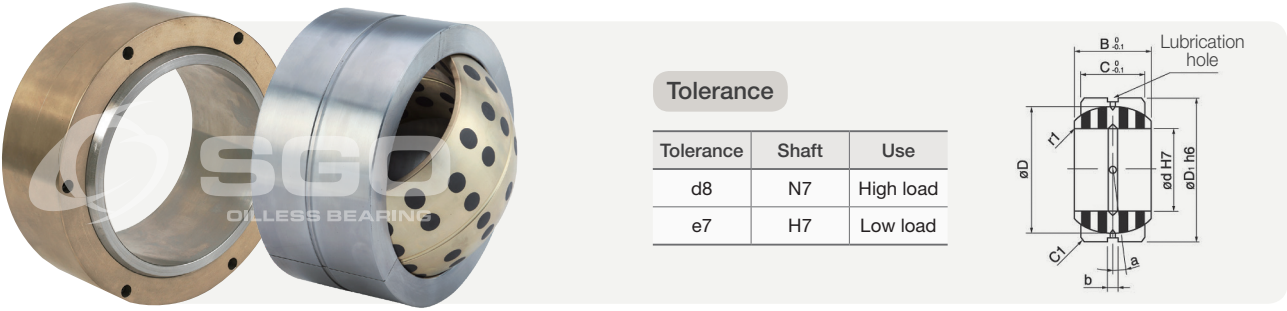 SGO
OILLESS BEARING
Tolerance
Tolerance Shaft Use
d8 N7 High load
e7 H7 Low load
B 0 -0.1
C 0 -0.1
Lubrication
hole
r1
øD
ød H7
øD₁ h6
C1
a
b